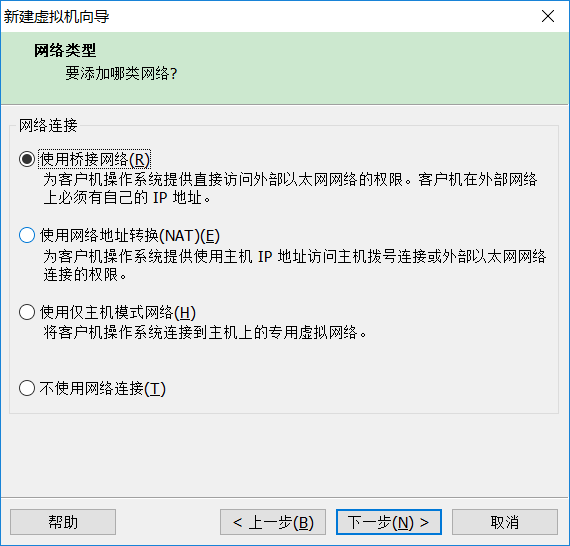 新建虚拟机向导
网络类型
要添加哪类网络?
网络连接
使用桥接网络(R)
为客户机操作系统提供直接访问外部以太网网络的权限。客户机在外部网络
上必须有自己的 IP 地址。
使用网络地址转换(NAT)(E)
为客户机操作系统提供使用主机 IP 地址访问主机拨号连接或外部以太网网络
连接的权限。
使用仅主机模式网络(H)
将客户机操作系统连接到主机上的专用虚拟网络。
不使用网络连接(T)
帮助
< 上一步(B)
下一步(N) >
取消